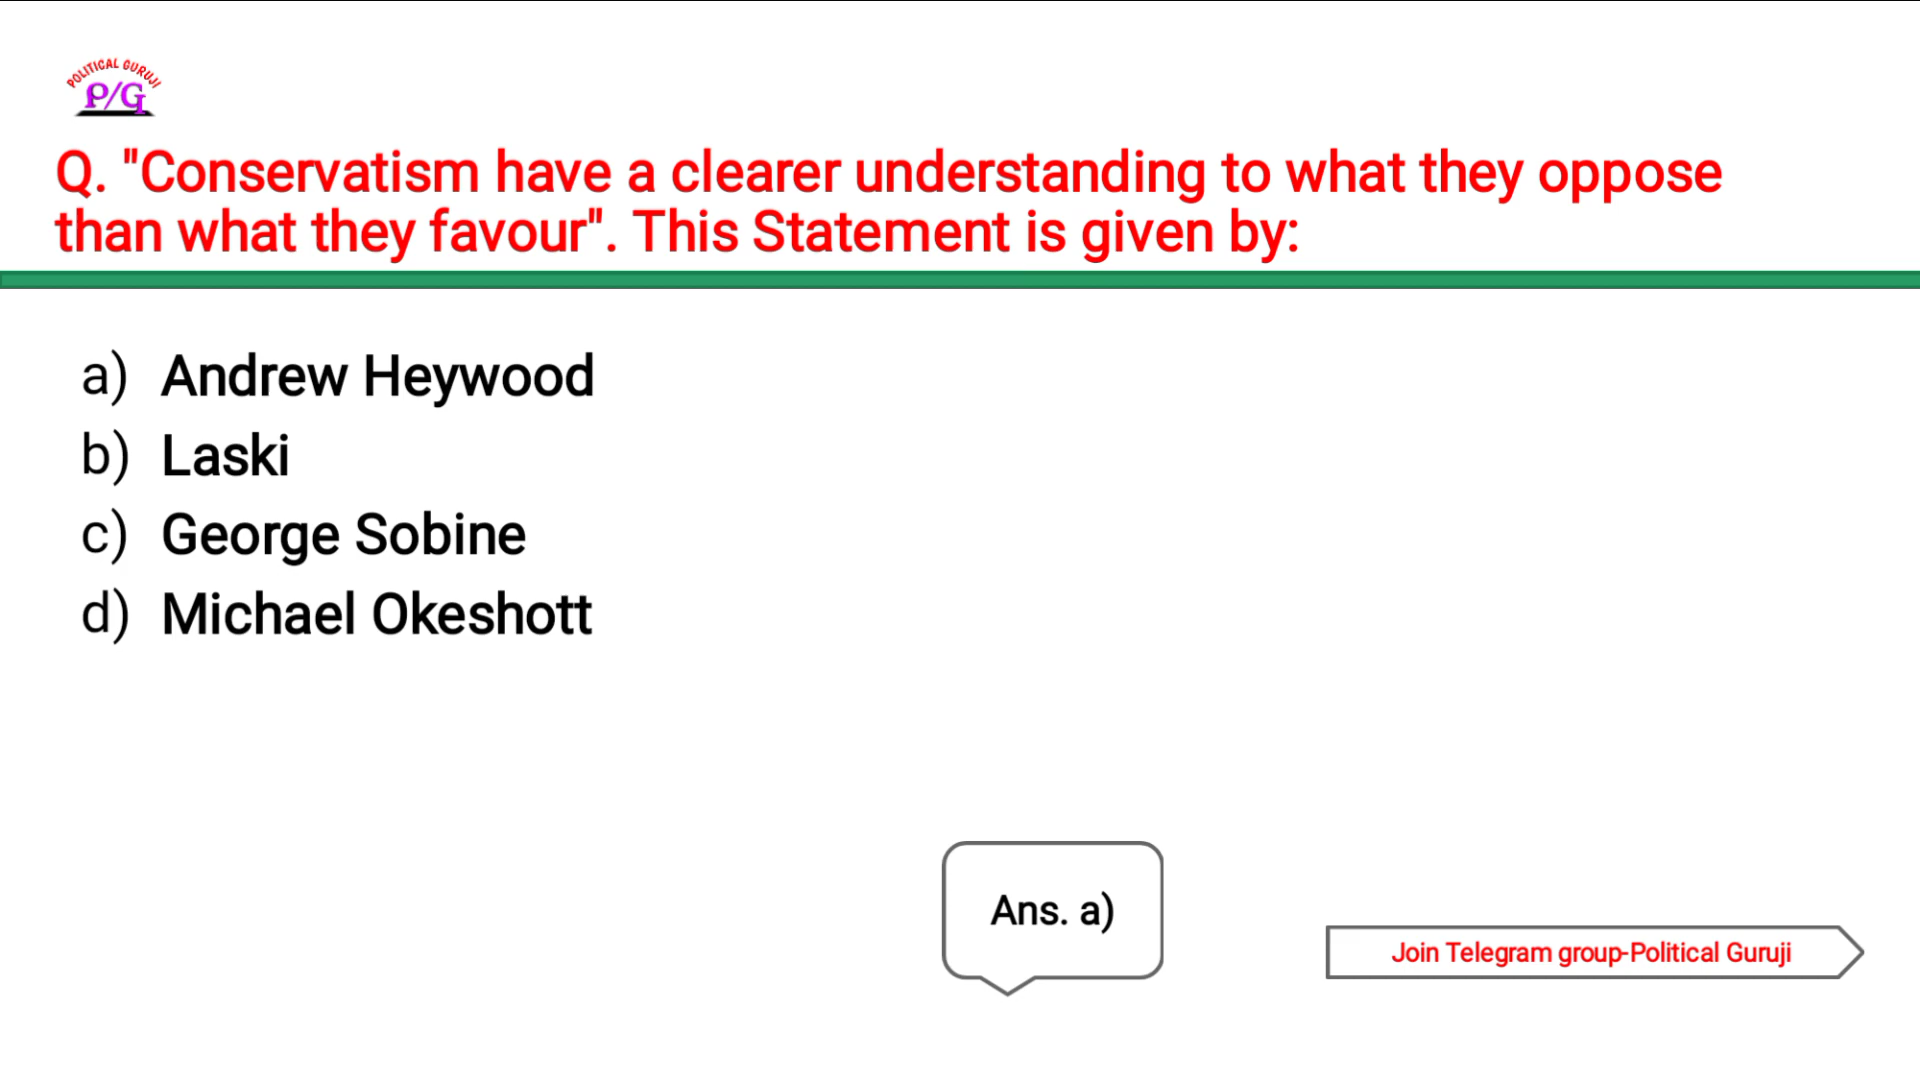 POLITICAL GURUJI
P/G
Q. "Conservatism have a clearer understanding to what they oppose
than what they favour". This Statement is given by:
a) Andrew Heywood
b) Laski
c) George Sobine
d) Michael Okeshott
Ans. a)
Join Telegram group-Political Guruji